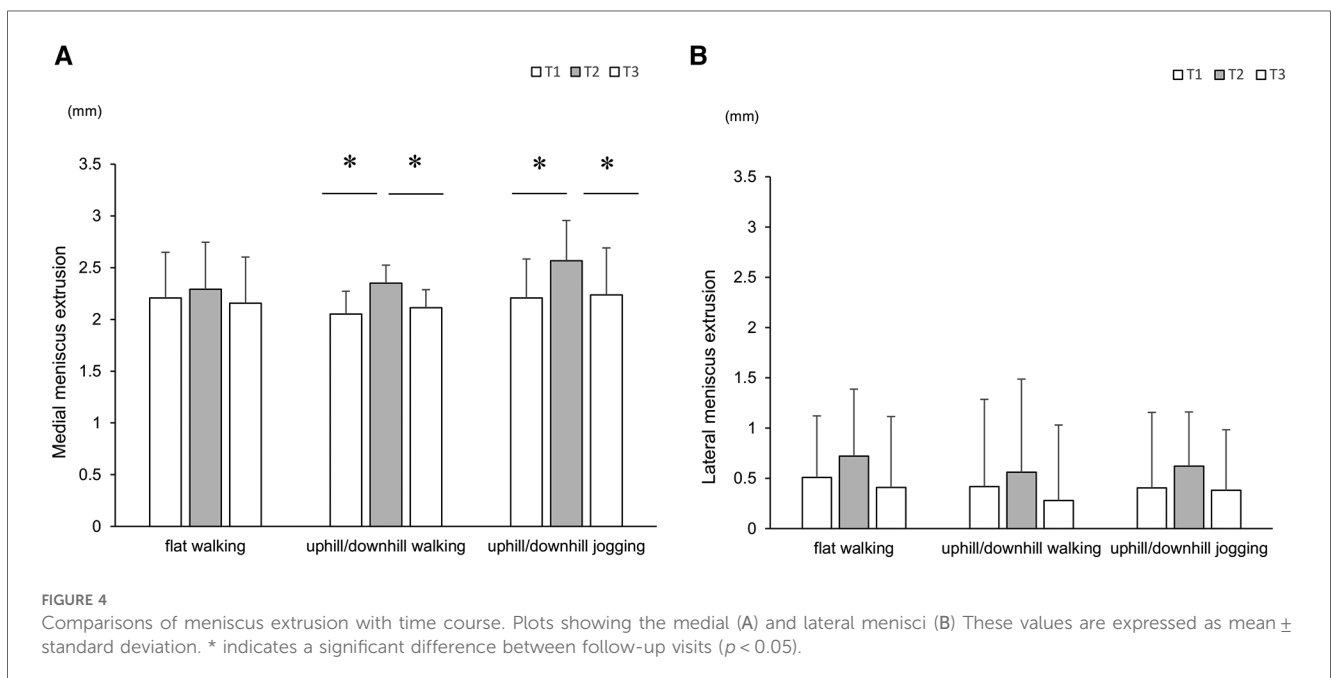 A
T1 T2 T3
(mm)
* * * *
3.5
3
2.5
2
1.5
1
0.5
0
Medial meniscus extrusion
flat walking uphill/downhill walking uphill/downhill jogging
B
T1 T2 T3
(mm)
3.5
3
2.5
2
1.5
1
0.5
0
Lateral meniscus extrusion
flat walking uphill/downhill walking uphill/downhill jogging
FIGURE 4
Comparisons of meniscus extrusion with time course. Plots showing the medial (A) and lateral menisci (B) These values are expressed as mean ±
standard deviation. * indicates a significant difference between follow-up visits (p < 0.05).